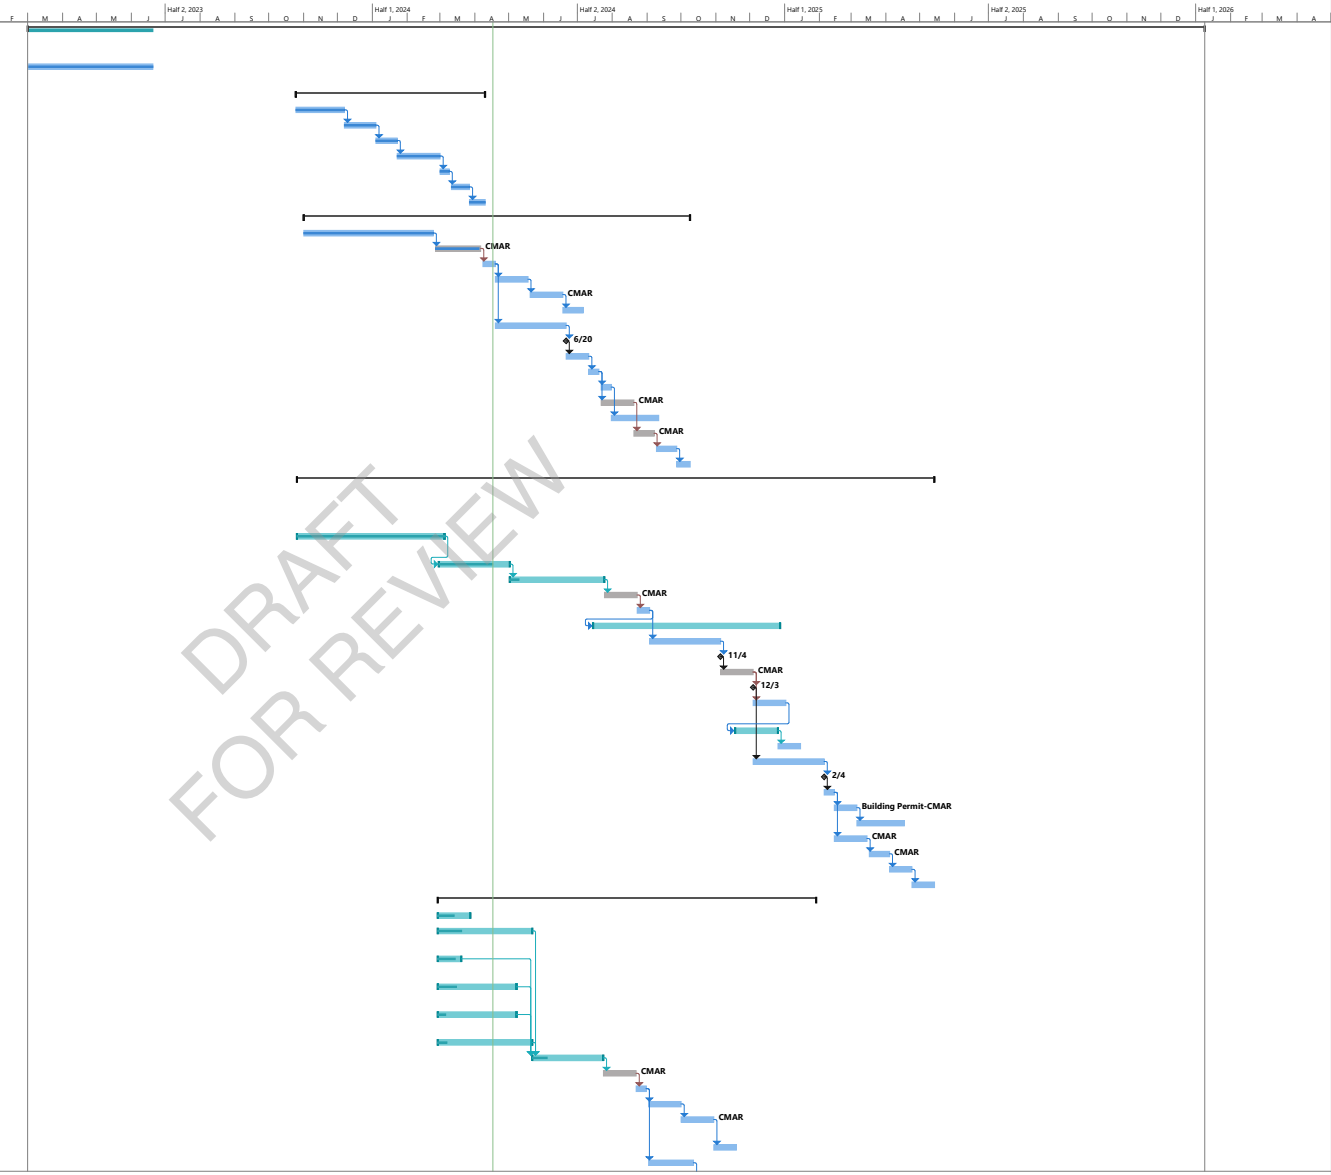 Half 2, 2023 Half 1, 2024 Half 2, 2024 Half 1, 2025 Half 2, 2025 Half 1, 2026
F M A M J J A S O N D J F M A M J J A S O N D J F M A M J J A S O N D J F M A
CMAR
CMAR
6/20
CMAR
CMAR
DRAFT
FOR REVIEW
CMAR
11/4
CMAR
12/3
2/4
Building Permit-CMAR
CMAR
CMAR
CMAR
CMAR